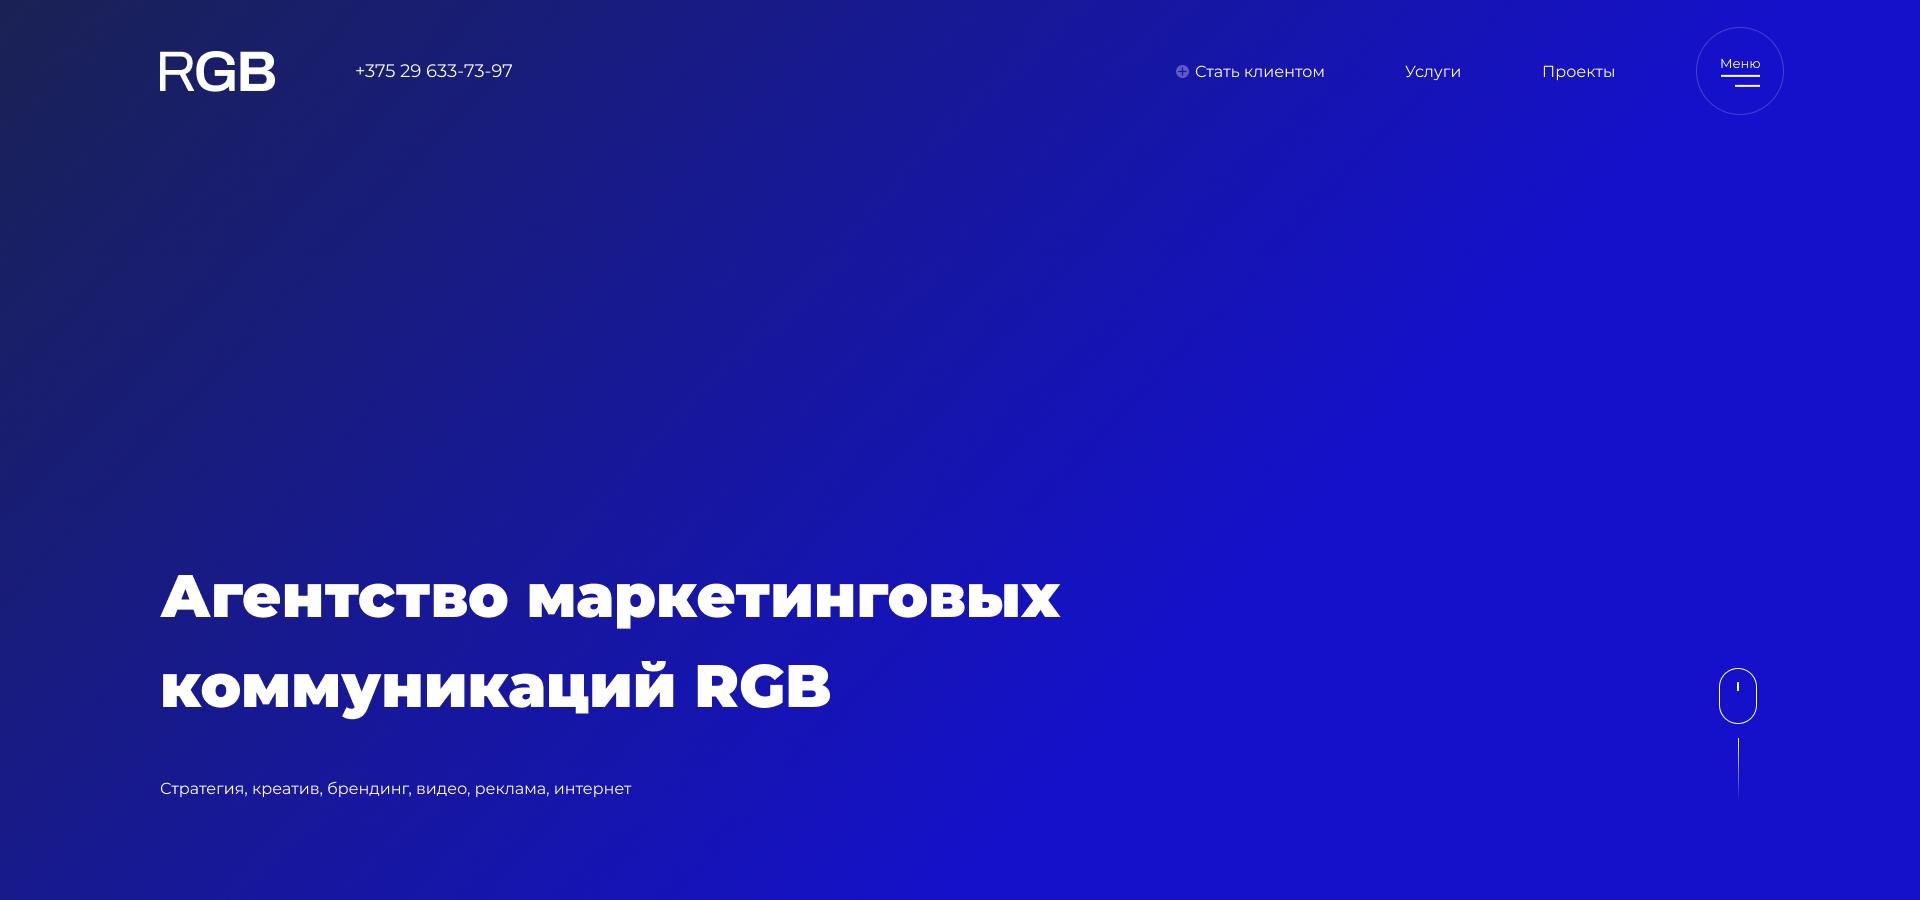 RGB
+375 29 633-73-97
Стать клиентом
Услуги
Проекты
Меню
Агентство маркетинговых
коммуникаций RGB
Стратегия, креатив, брендинг, видео, реклама, интернет